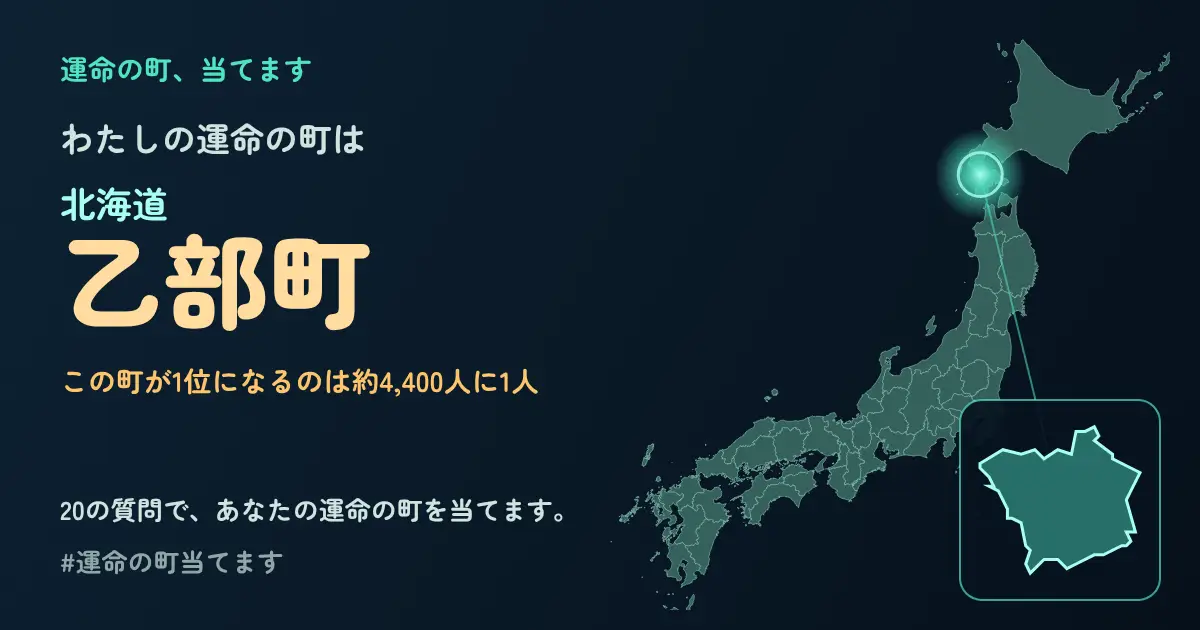 運命の町、当てます
わたしの運命の町は
北海道
乙部町
この町が1位になるのは約4,400人に1人
20の質問で、あなたの運命の町を当てます。
#運命の町当てます